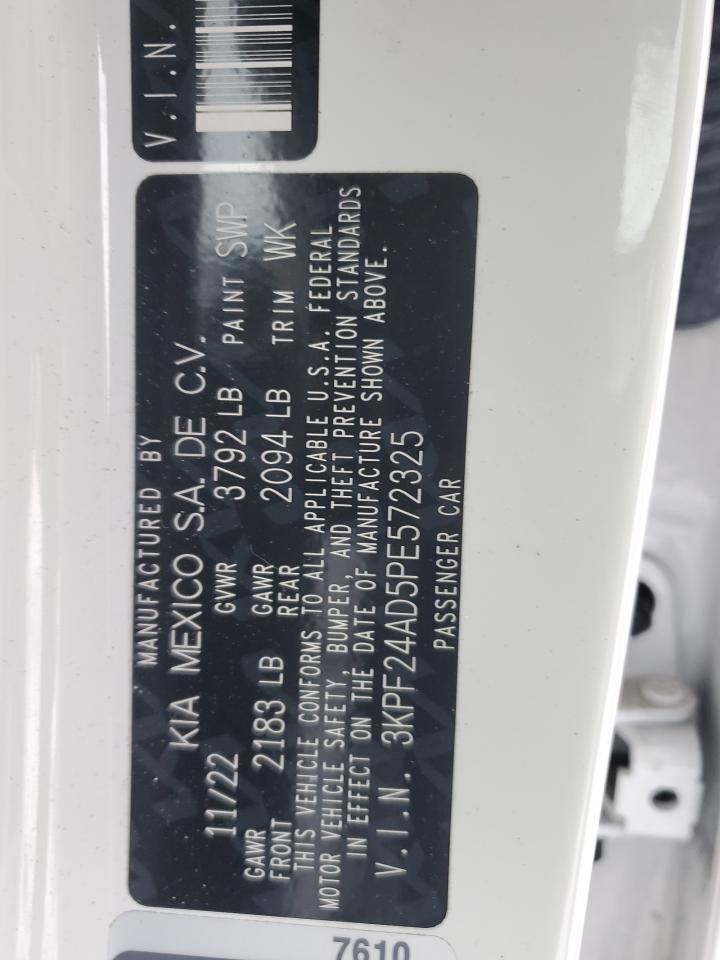 V.I.N.
MANUFACTURED BY
KIA MEXICO S.A. DE C.V.
11/22 GVWR 3792 LB PAINT SWP
GAWR FRONT 2183 LB GAWR REAR 2094 LB TRIM WK
THIS VEHICLE CONFORMS TO ALL APPLICABLE U.S.A. FEDERAL
MOTOR VEHICLE SAFETY, BUMPER, AND THEFT PREVENTION STANDARDS
IN EFFECT ON THE DATE OF MANUFACTURE SHOWN ABOVE.
V.I.N. 3KPF24AD5PE572325
PASSENGER CAR
7610